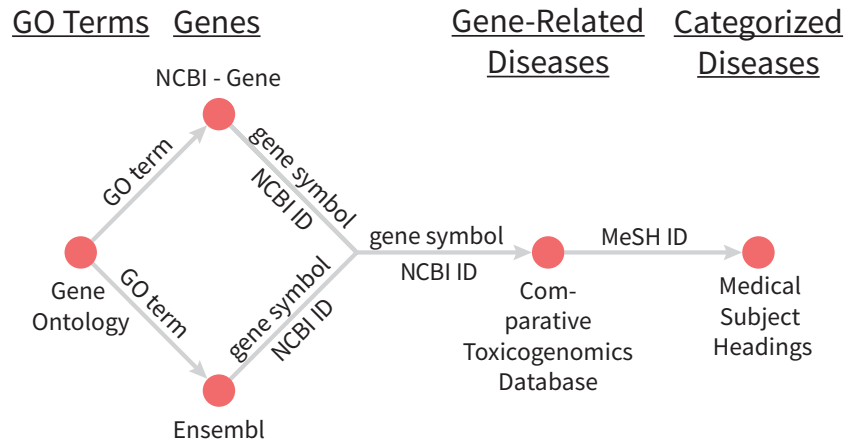 GO Terms
Genes
Gene-Related
Diseases
Categorized
Diseases
NCBI - Gene
GO term
gene symbol
NCBI ID
Gene
Ontology
GO term
gene symbol
NCBI ID
Ensembl
gene symbol
NCBI ID
Com-
parative
Toxicogenomics
Database
MeSH ID
Medical
Subject
Headings